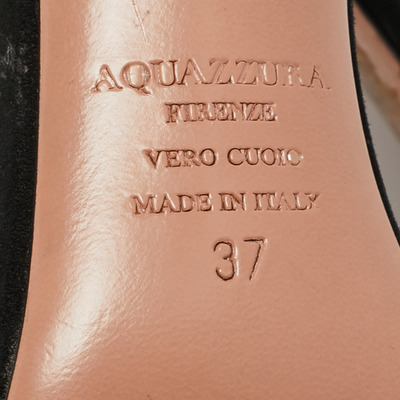 AQUAZZURA
FIRENZE
VERO CUOIO
MADE IN ITALY
37